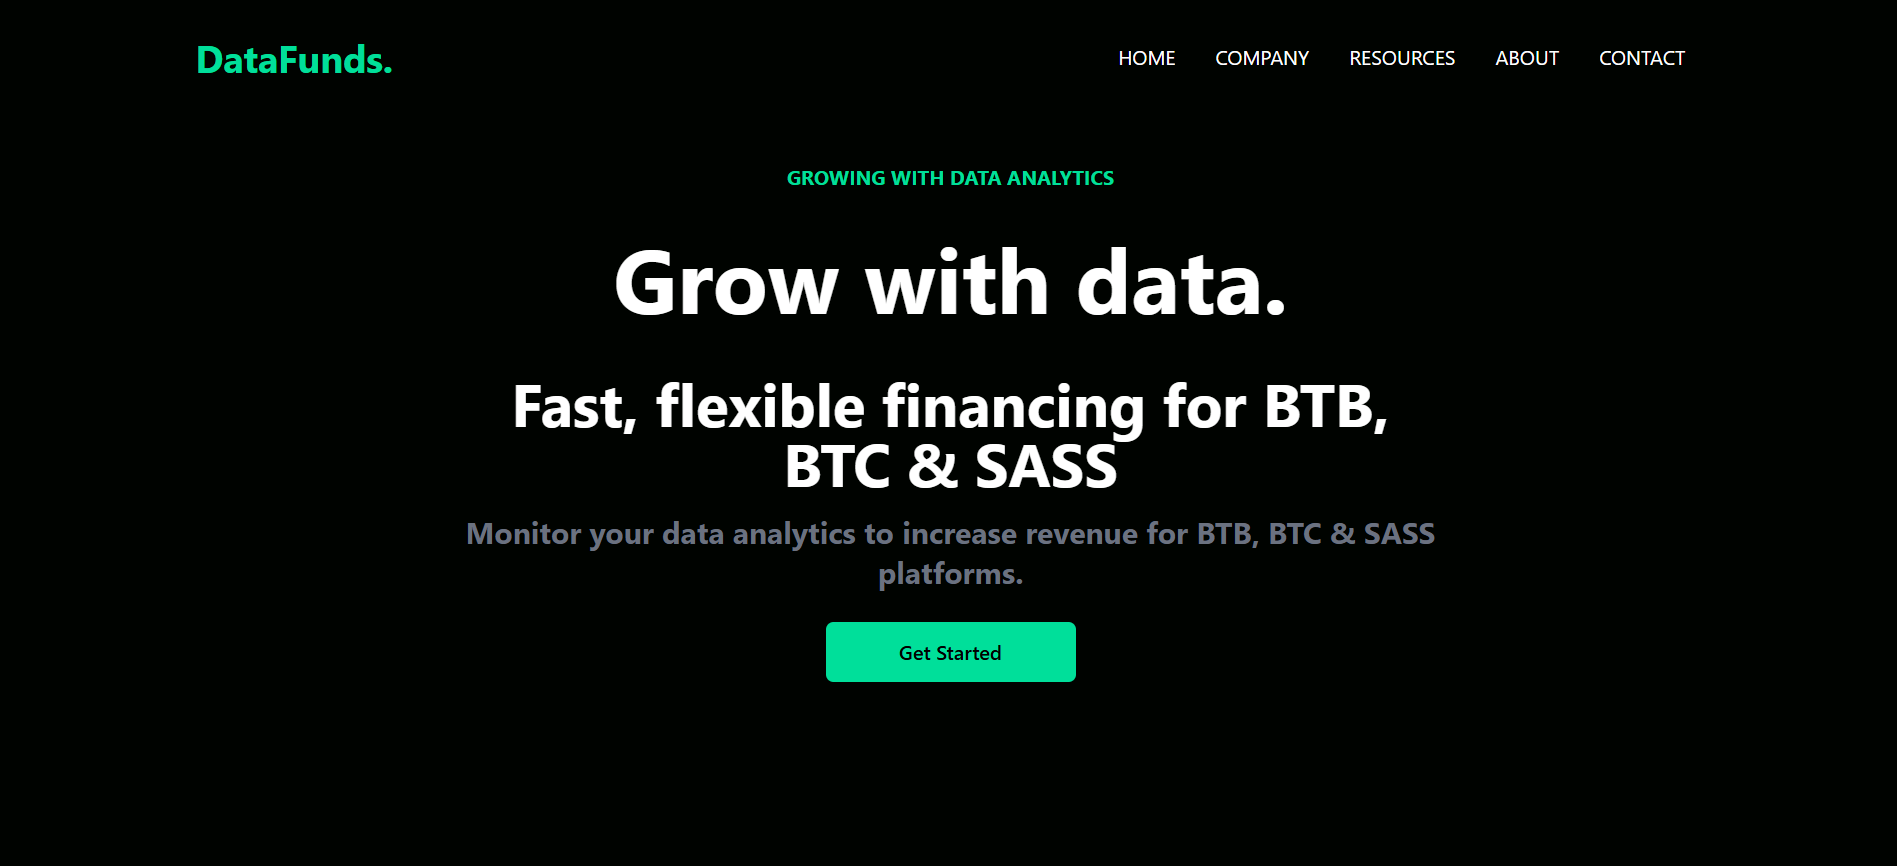 DataFunds.
HOME COMPANY RESOURCES ABOUT CONTACT
GROWING WITH DATA ANALYTICS
Grow with data.
Fast, flexible financing for BTB,
BTC & SASS
Monitor your data analytics to increase revenue for BTB, BTC & SASS
platforms.
Get Started